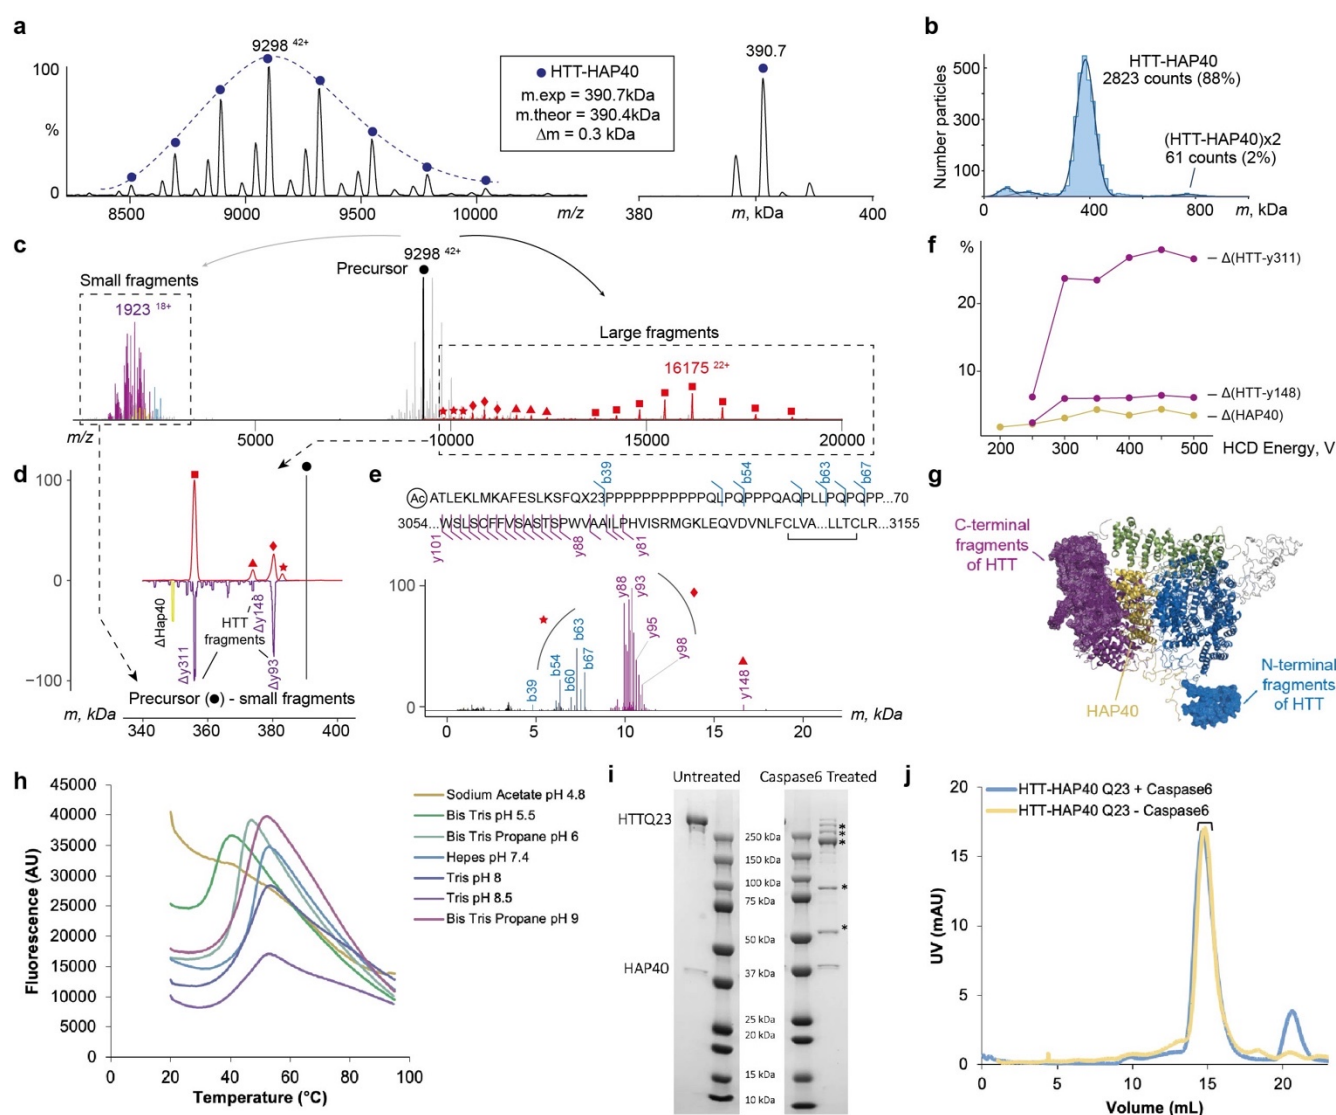 a
9298 42+
100
%
0
8500
9000
9500
10000
m/z
HTT-HAP40
m.exp = 390.7kDa
m.theor = 390.4kDa
Δm = 0.3 kDa
390.7
380
m, kDa
400
b
Number particles
500
300
100
HTT-HAP40
2823 counts (88%)
(HTT-HAP40)x2
61 counts (2%)
0
400
800
m, kDa
c
9298 42+
Precursor
Small fragments
1923 18+
Large fragments
16175 22+
m/z
5000
10000
15000
20000
f
%
20
10
Δ(HTT-y311)
Δ(HTT-y148)
Δ(HAP40)
200
300
400
500
HCD Energy, V
d
100
0
−100
ΔHap40
Δy311
HTT
fragments
Δy148
Δy93
Precursor (●) - small fragments
m, kDa
340
360
380
400
e
b39
b54
b63
b67
Ac ATLEKLMKAFESLKSFQX23PPPPPPPPPPPQLPQPPPQAQPLLPQPQPP...70
3054...WSLSCFFVSASTSPWVAAILPHVISRMGKLEQVDVNLFCLVA...LLTCLR...3155
y101
y88
y81
100
0
b39
b54
b60
b63
b67
y88
y93
y95
y98
y148
0
5
10
15
20
m, kDa
g
C-terminal
fragments
of HTT
HAP40
N-terminal
fragments
of HTT
h
Fluorescence (AU)
45000
40000
35000
30000
25000
20000
15000
10000
5000
0
0
20
40
60
80
100
Temperature (°C)
Sodium Acetate pH 4.8
Bis Tris pH 5.5
Bis Tris Propane pH 6
Hepes pH 7.4
Tris pH 8
Tris pH 8.5
Bis Tris Propane pH 9
i
Untreated
Caspase6 Treated
HTTQ23
HAP40
250 kDa
150 kDa
100 kDa
75 kDa
50 kDa
37 kDa
25 kDa
20 kDa
15 kDa
10 kDa
*
*
*
*
*
j
UV (mAU)
20
15
10
5
0
HTT-HAP40 Q23 + Caspase6
HTT-HAP40 Q23 - Caspase6
0
5
10
15
20
Volume (mL)